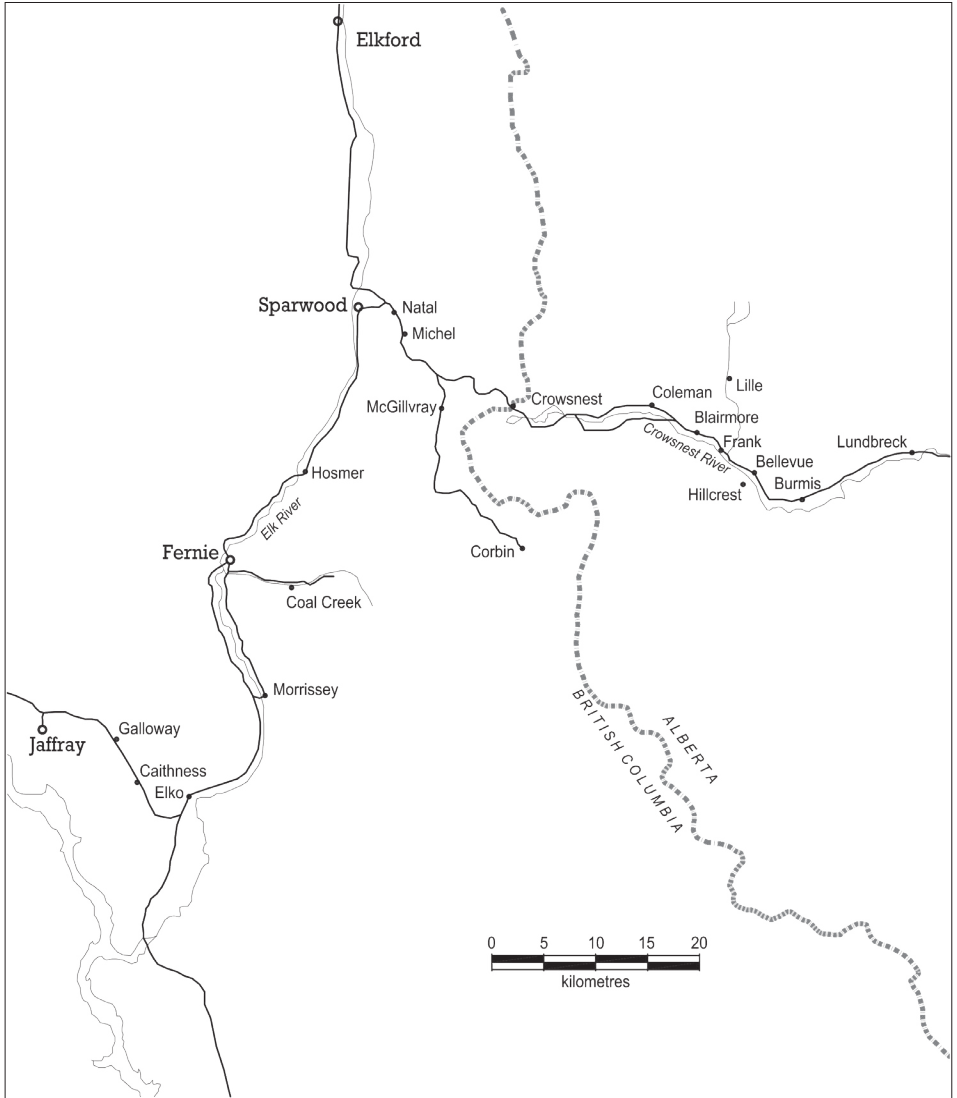 Elkford
Sparwood
Natal
Michel
Crowsnest
McGillvray
Coleman
Lille
Blairmore
Crowsnest River
Frank
Lundbreck
Bellevue
Hillcrest
Burmis
Hosmer
Elk River
Fernie
Corbin
Coal Creek
Morrissey
Galloway
Jaffray
Caithness
Elko
ALBERTA
BRITISH COLUMBIA
0 5 10 15 20
kilometres